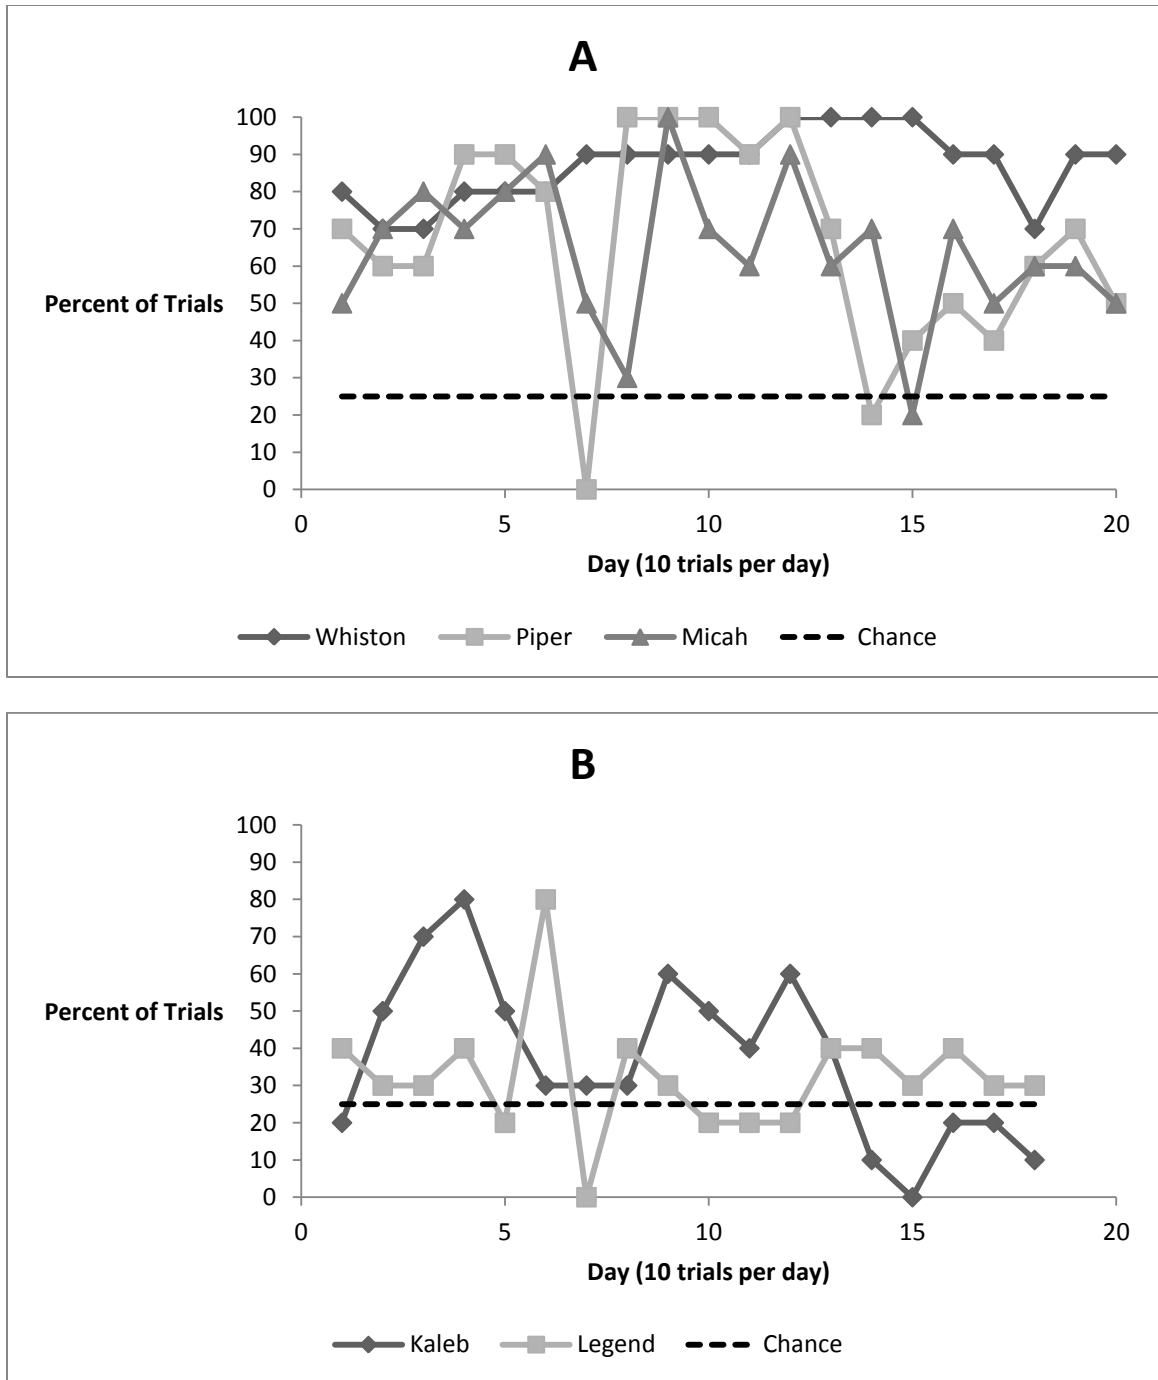 A
100
90
80
70
60
50
40
30
20
10
0
Percent of Trials
0 5 10 15 20
Day (10 trials per day)
Whiston Piper Micah Chance
B
100
90
80
70
60
50
40
30
20
10
0
Percent of Trials
0 5 10 15 20
Day (10 trials per day)
Kaleb Legend Chance